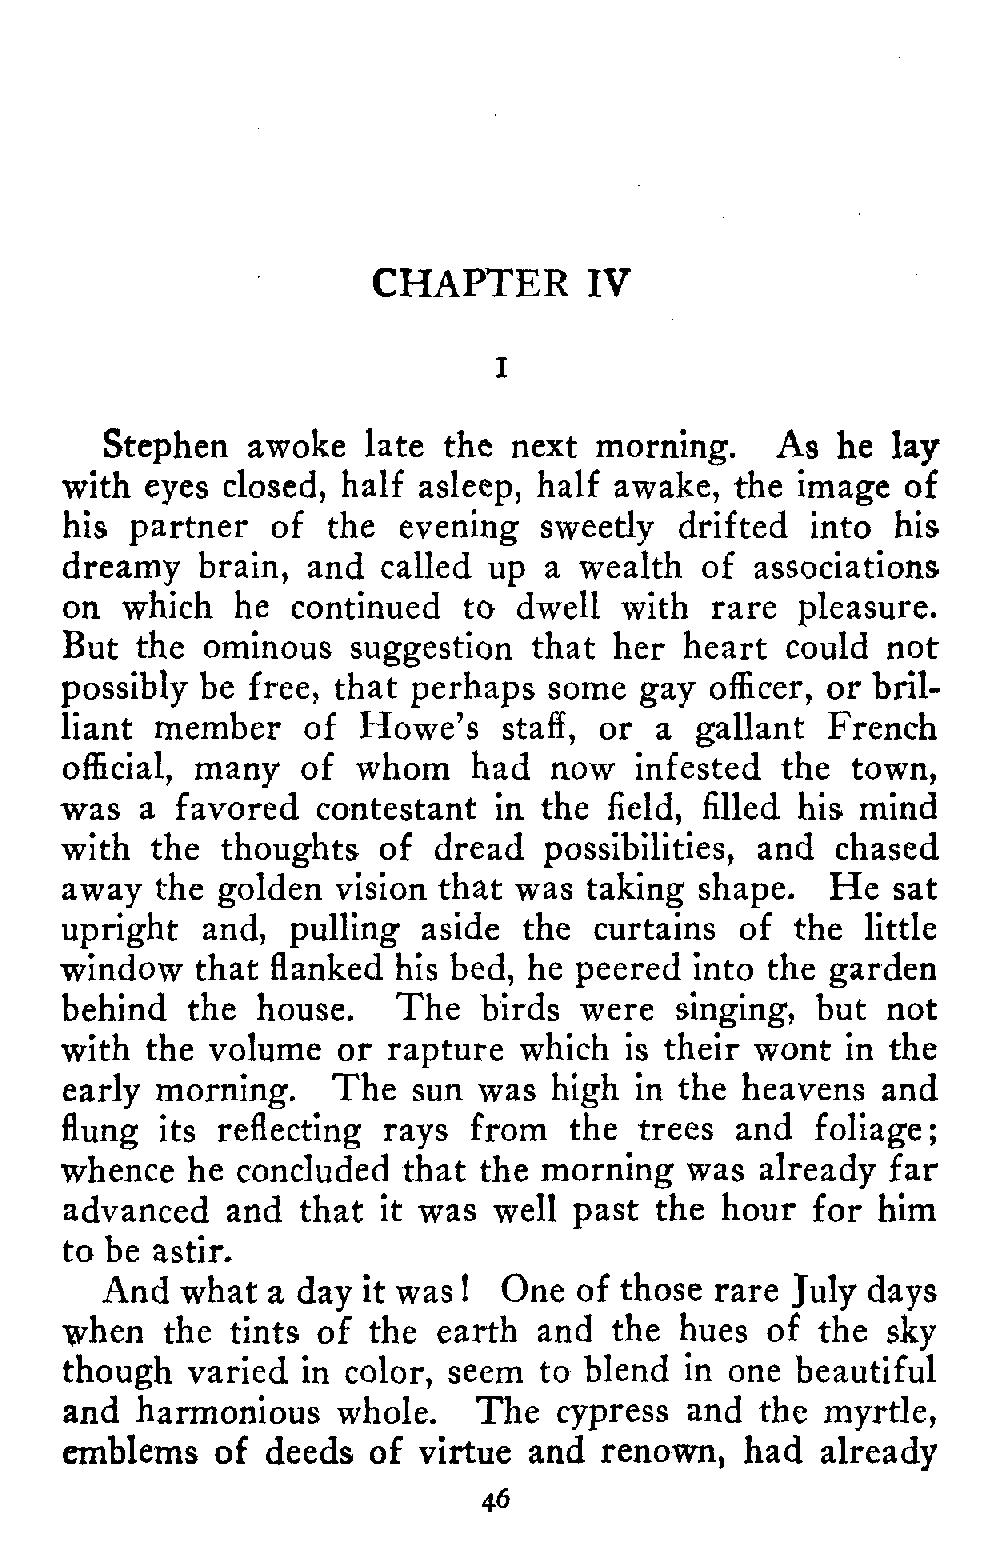 CHAPTER IV
I
Stephen awoke late the next morning. As he lay
with eyes closed, half asleep, half awake, the image of
his partner of the evening sweetly drifted into his
dreamy brain, and called up a wealth of associations
on which he continued to dwell with rare pleasure.
But the ominous suggestion that her heart could not
possibly be free, that perhaps some gay officer, or bril-
liant member of Howe's staff, or a gallant French
official, many of whom had now infested the town,
was a favored contestant in the field, filled his mind
with the thoughts of dread possibilities, and chased
away the golden vision that was taking shape. He sat
upright and, pulling aside the curtains of the little
window that flanked his bed, he peered into the garden
behind the house. The birds were singing, but not
with the volume or rapture which is their wont in the
early morning. The sun was high in the heavens and
flung its reflecting rays from the trees and foliage;
whence he concluded that the morning was already far
advanced and that it was well past the hour for him
to be astir.
And what a day it was! One of those rare July days
when the tints of the earth and the hues of the sky
though varied in color, seem to blend in one beautiful
and harmonious whole. The cypress and the myrtle,
emblems of deeds of virtue and renown, had already
46